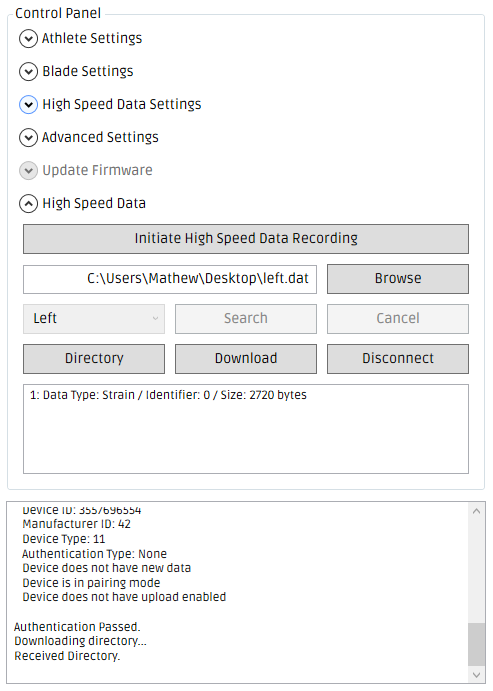 Control Panel
Athlete Settings
Blade Settings
High Speed Data Settings
Advanced Settings
Update Firmware
High Speed Data
Initiate High Speed Data Recording
C:\Users\Mathew\Desktop\left.dat
Browse
Left
Search
Cancel
Directory
Download
Disconnect
1: Data Type: Strain / Identifier: 0 / Size: 2720 bytes
Device ID: 3557696554
Manufacturer ID: 42
Device Type: 11
Authentication Type: None
Device does not have new data
Device is in pairing mode
Device does not have upload enabled
Authentication Passed.
Downloading directory...
Received Directory.